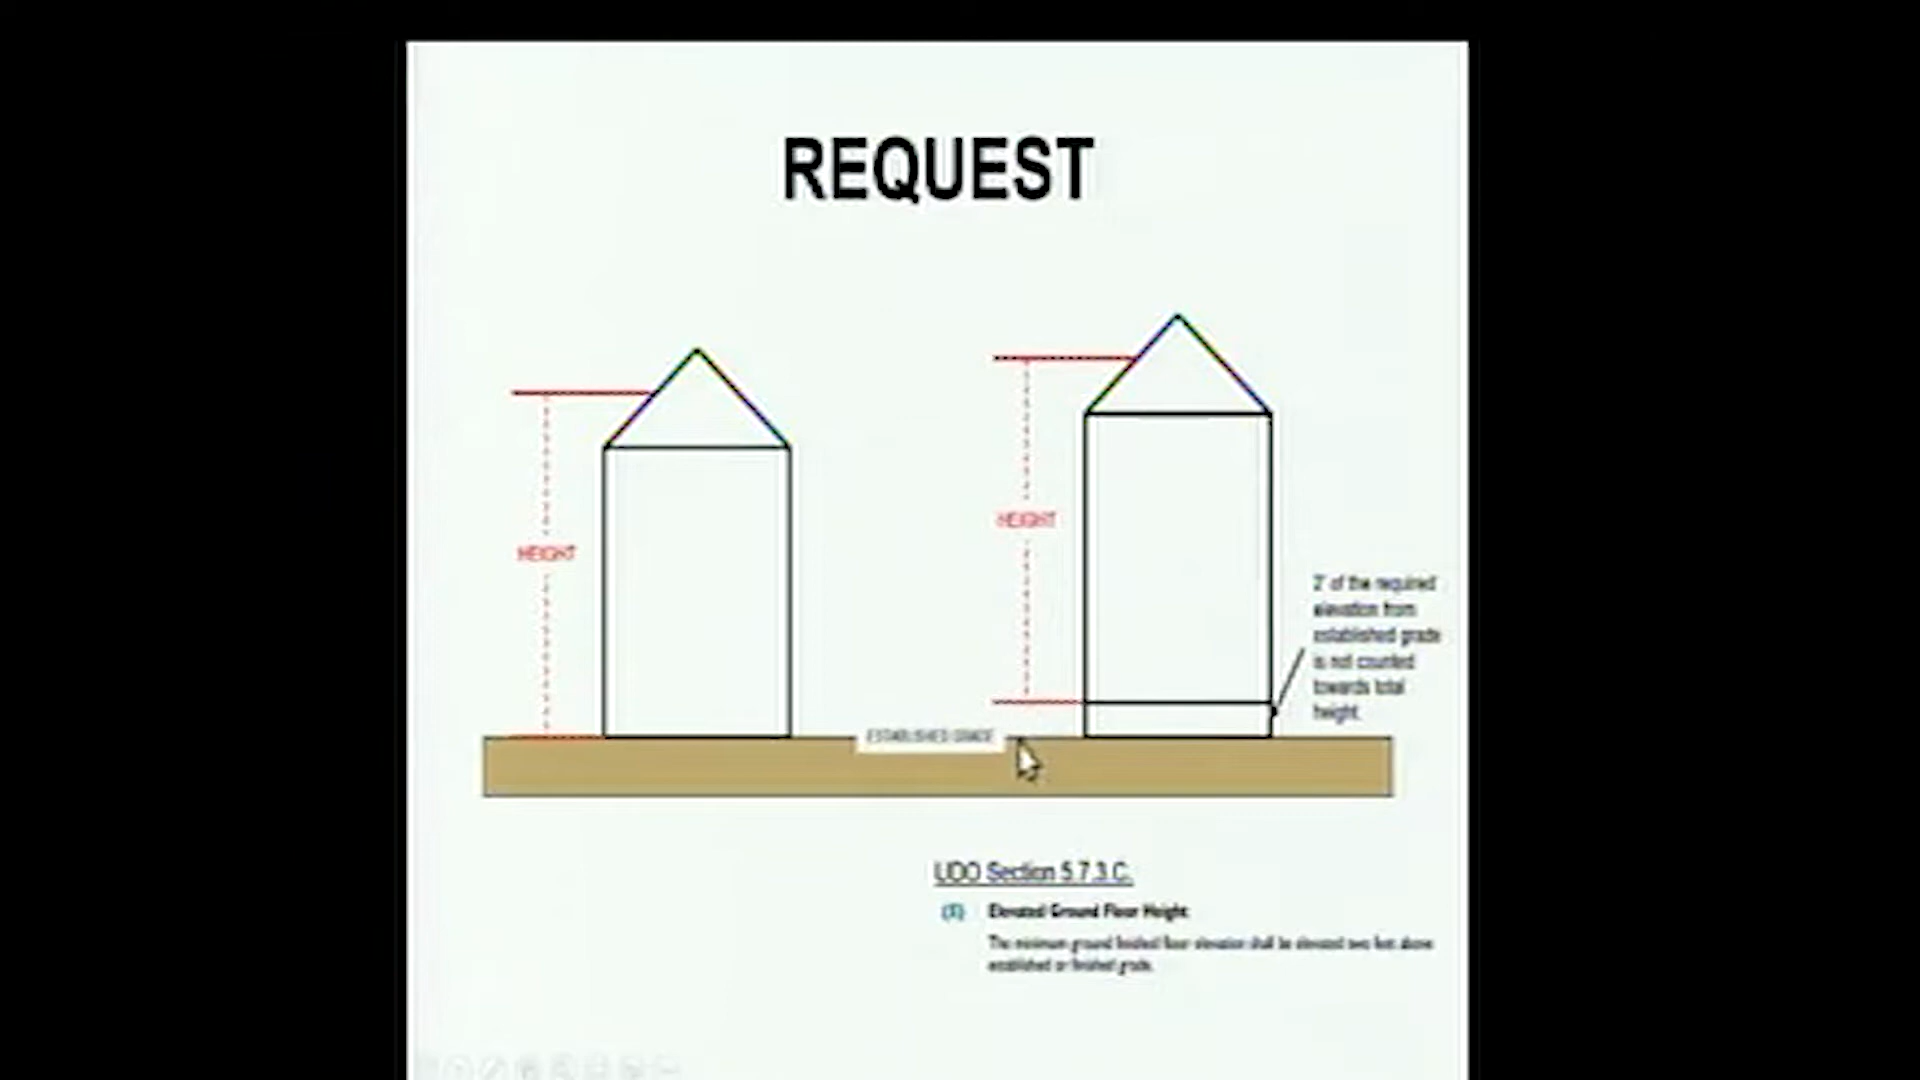 REQUEST
HEIGHT
HEIGHT
2' of the required
elevation from
established grade
is not counted
towards total
height.
ESTABLISHED GRADE
UDO Section 5.7.3.C.
Elevated Ground Floor Height
The minimum ground finished floor elevation shall be elevated two feet above
established or finished grade.